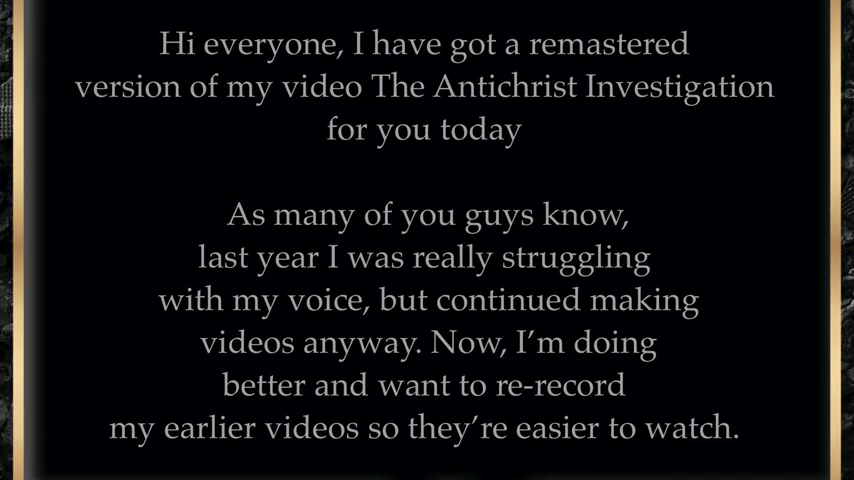 Hi everyone, I have got a remastered
version of my video The Antichrist Investigation
for you today
As many of you guys know,
last year I was really struggling
with my voice, but continued making
videos anyway. Now, I’m doing
better and want to re-record
my earlier videos so they’re easier to watch.